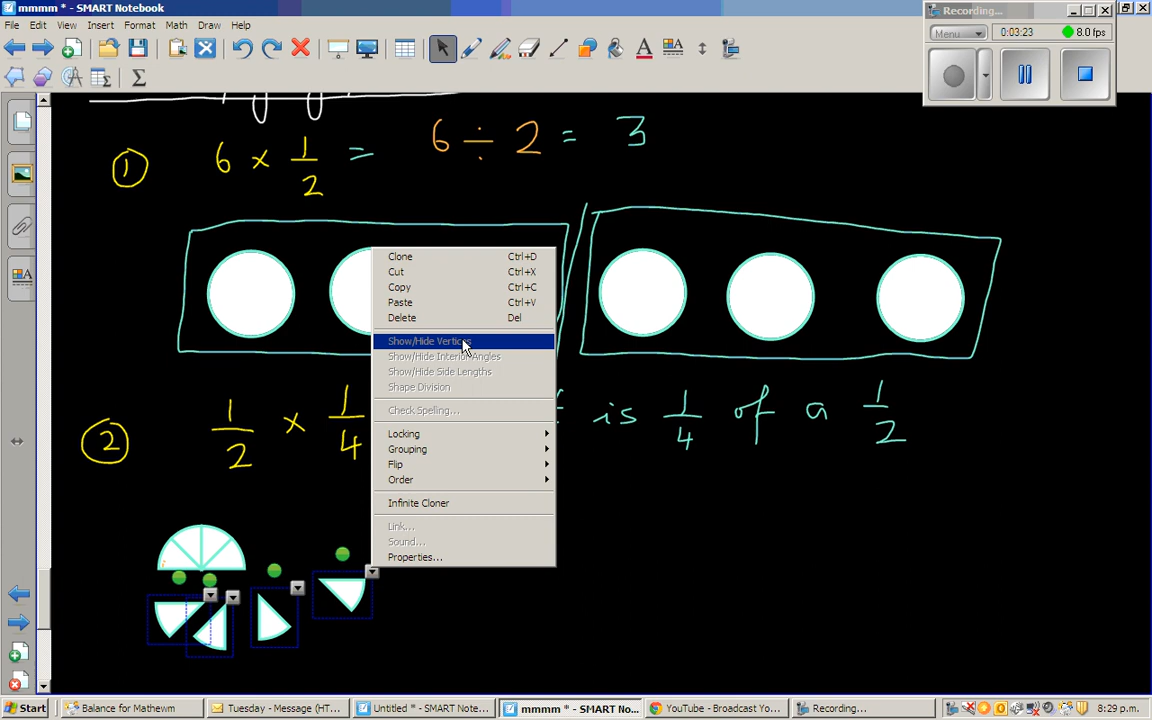 mmmm * - SMART Notebook
File Edit View Insert Format Math Draw Help
Recording...
Menu
0:03:23
8.0 fps
① 6 x 1/2 = 6 ÷ 2 = 3
② 1/2 x 1/4 is 1/4 of a 1/2
Clone Ctrl+D
Cut Ctrl+X
Copy Ctrl+C
Paste Ctrl+V
Delete Del
Show/Hide Vertices
Show/Hide Interior Angles
Show/Hide Side Lengths
Shape Division
Check Spelling...
Locking
Grouping
Flip
Order
Infinite Cloner
Link...
Sound...
Properties...
Start
Balance for Mathewm
Tuesday - Message (HT...
Untitled * - SMART Note...
mmmm * - SMART No...
YouTube - Broadcast Yo...
Recording...
8:29 p.m.